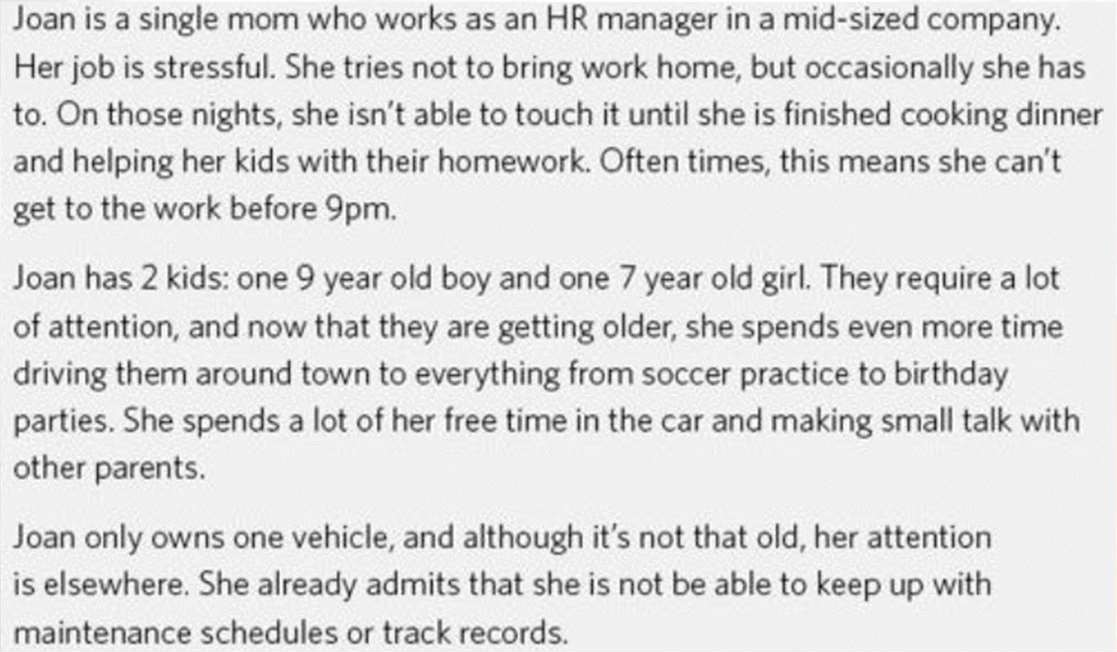 Joan is a single mom who works as an HR manager in a mid-sized company.
Her job is stressful. She tries not to bring work home, but occasionally she has
to. On those nights, she isn't able to touch it until she is finished cooking dinner
and helping her kids with their homework. Often times, this means she can't
get to the work before 9pm.
Joan has 2 kids: one 9 year old boy and one 7 year old girl. They require a lot
of attention, and now that they are getting older, she spends even more time
driving them around town to everything from soccer practice to birthday
parties. She spends a lot of her free time in the car and making small talk with
other parents.
Joan only owns one vehicle, and although it's not that old, her attention
is elsewhere. She already admits that she is not be able to keep up with
maintenance schedules or track records.